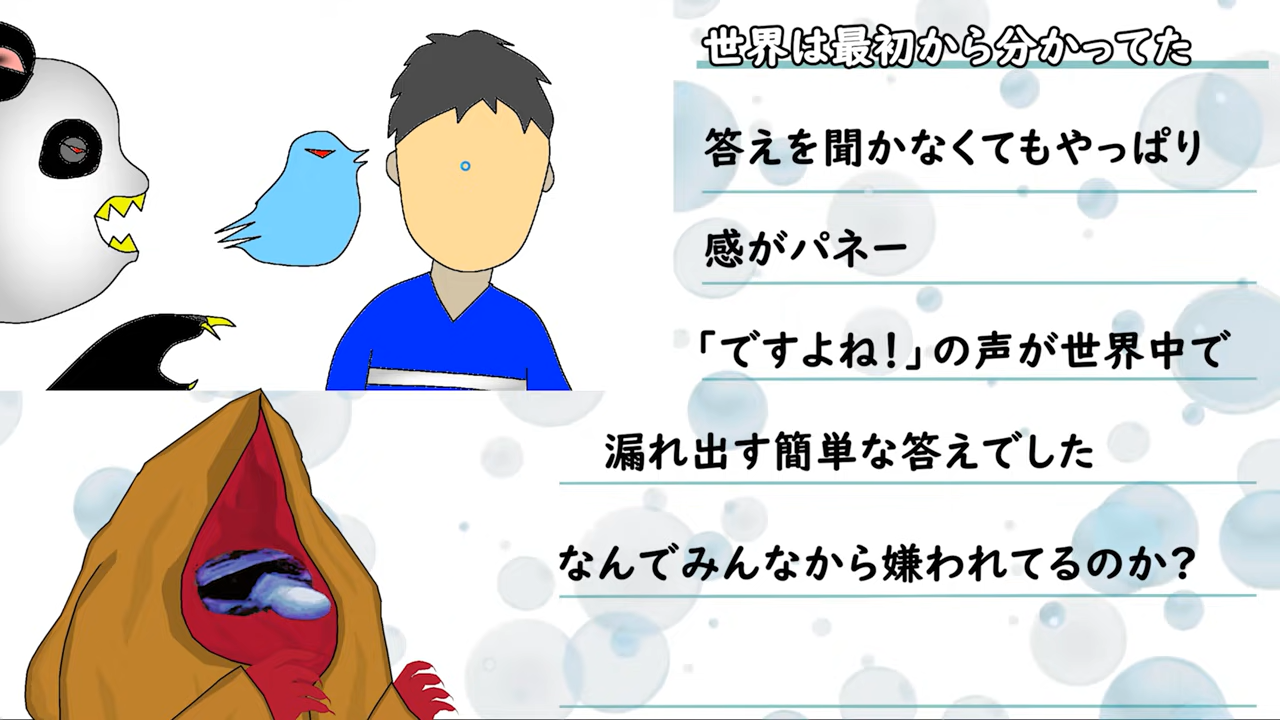 世界は最初から分かってた
答えを聞かなくてもやっぱり
感がパネー
「ですよね！」の声が世界中で
漏れ出す簡単な答えでした
なんでみんなから嫌われてるのか？